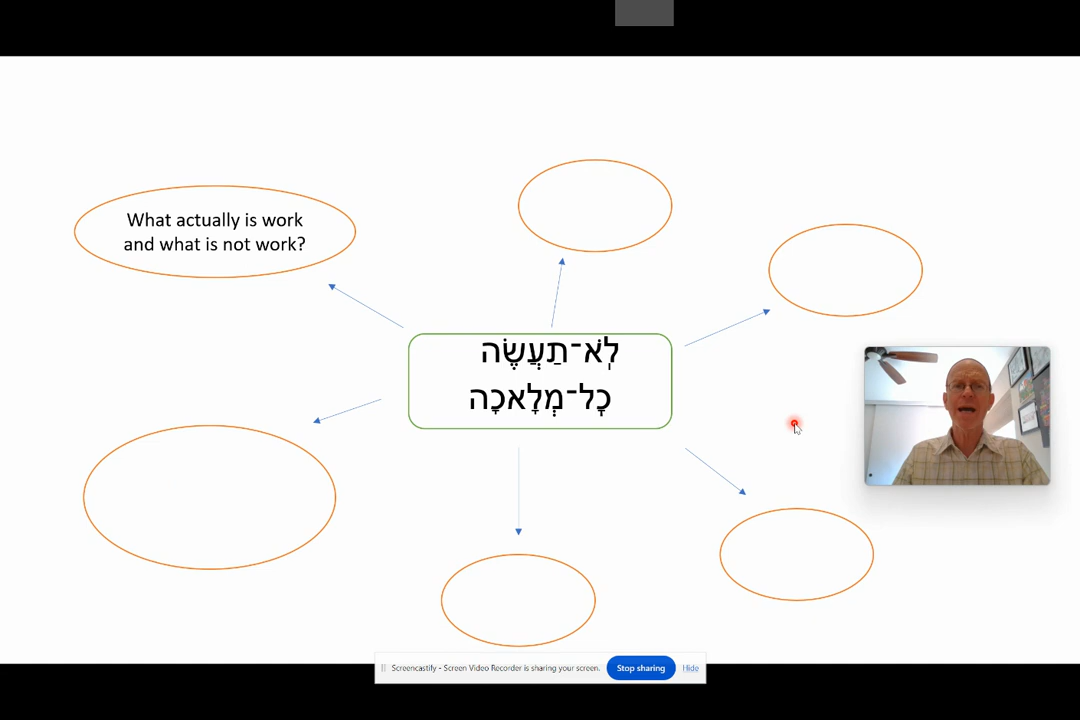 What actually is work
and what is not work?
לֹֽא־תַעֲשֶׂה
כׇל־מְלָאכָה
Screencastify - Screen Video Recorder is sharing your screen.
Stop sharing
Hide